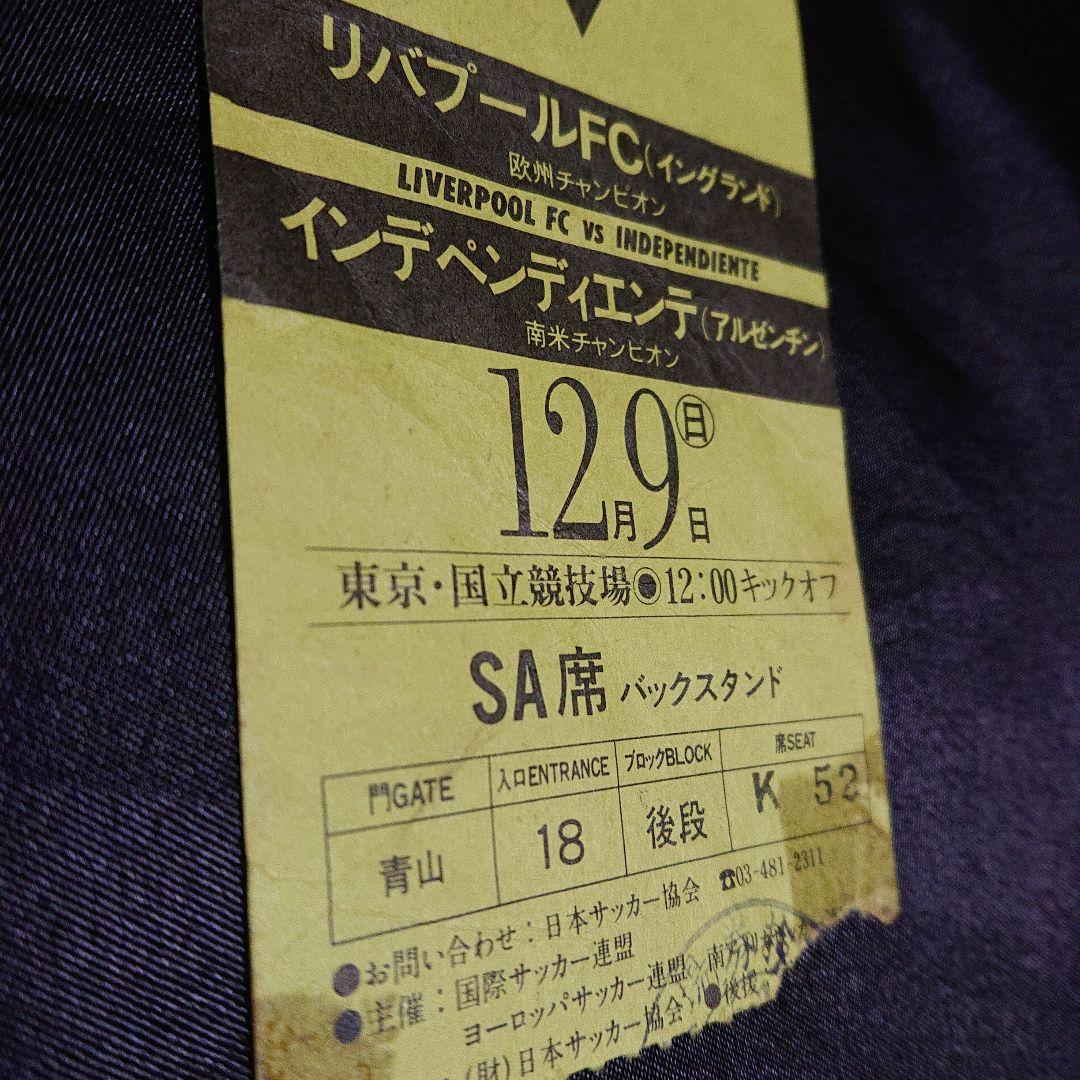 リバプールFC(イングランド)
欧州チャンピオン
LIVERPOOL FC VS INDEPENDIENTE
インデペンディエンテ(アルゼンチン)
南米チャンピオン
12月9日㊐
東京・国立競技場◉12:00キックオフ
SA席 バックスタンド
門GATE 入口ENTRANCE ブロックBLOCK 席SEAT
青山 18 後段 K 52
●お問い合わせ:日本サッカー協会 ☎03-481-2311
●主催:国際サッカー連盟
ヨーロッパサッカー連盟
(財)日本サッカー協会 ●後援